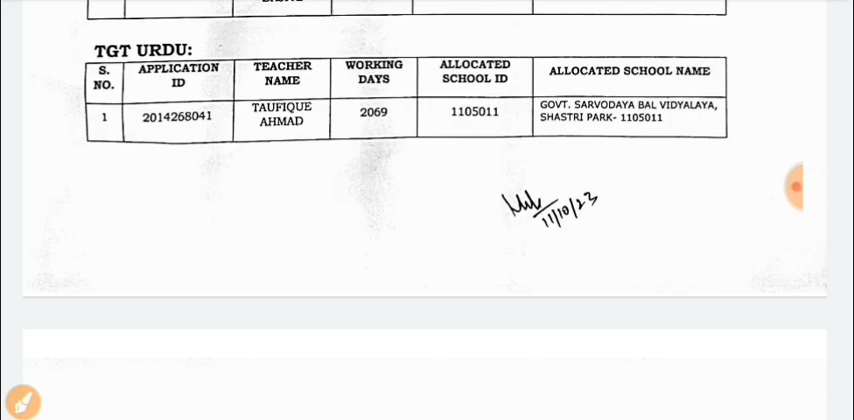 TGT URDU:
S. NO. APPLICATION ID TEACHER NAME WORKING DAYS ALLOCATED SCHOOL ID ALLOCATED SCHOOL NAME
1 2014268041 TAUFIQUE AHMAD 2069 1105011 GOVT. SARVODAYA BAL VIDYALAYA, SHASTRI PARK- 1105011
11/10/23